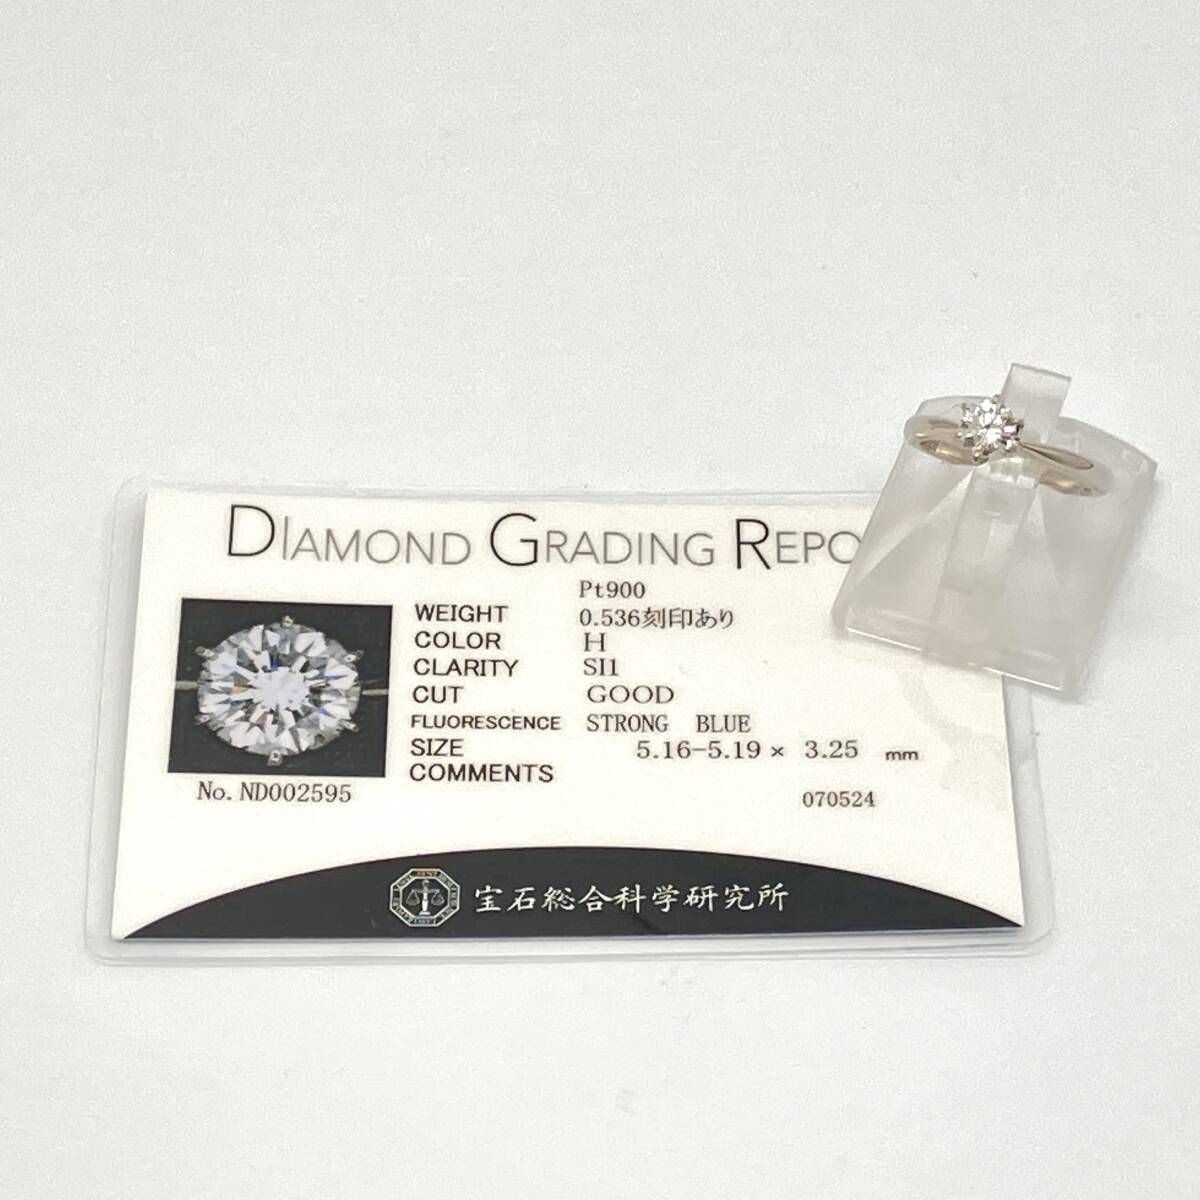 DIAMOND GRADING REPO
Pt900
WEIGHT 0.536刻印あり
COLOR H
CLARITY SI1
CUT GOOD
FLUORESCENCE STRONG BLUE
SIZE 5.16-5.19 × 3.25 mm
COMMENTS
No. ND002595
070524
宝石総合科学研究所